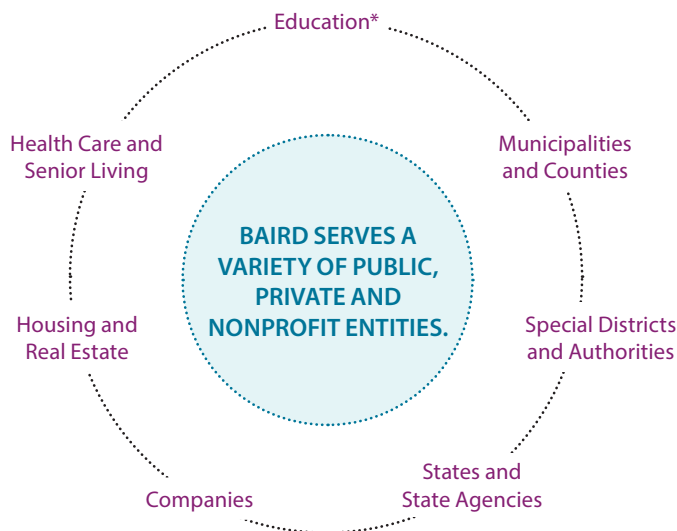 Education*
Health Care and
Senior Living
Municipalities
and Counties
BAIRD SERVES A
VARIETY OF PUBLIC,
PRIVATE AND
NONPROFIT ENTITIES.
Housing and
Real Estate
Special Districts
and Authorities
Companies
States and
State Agencies